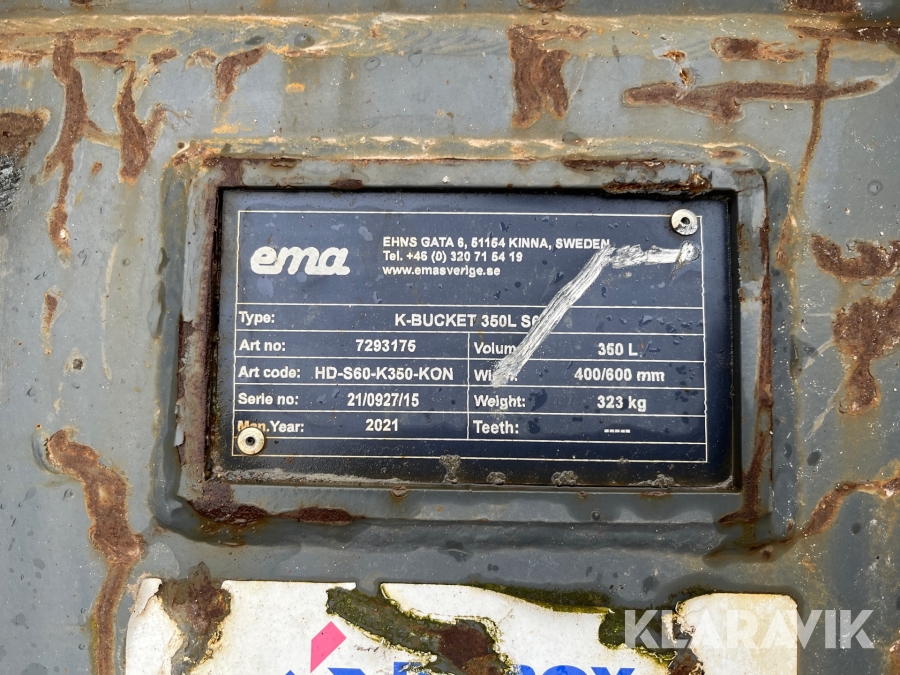 ema
EHNS GATA 6, 51154 KINNA, SWEDEN
Tel. +46 (0) 320 71 54 19
www.emasverige.se
Type: K-BUCKET 350L
Art no: 7293175
Volum 350 L
Art code: HD-S60-K350-KON
400/600 mm
Serie no: 21/0927/15
Weight: 323 kg
Man.Year: 2021
Teeth: -----
KLARAVIK